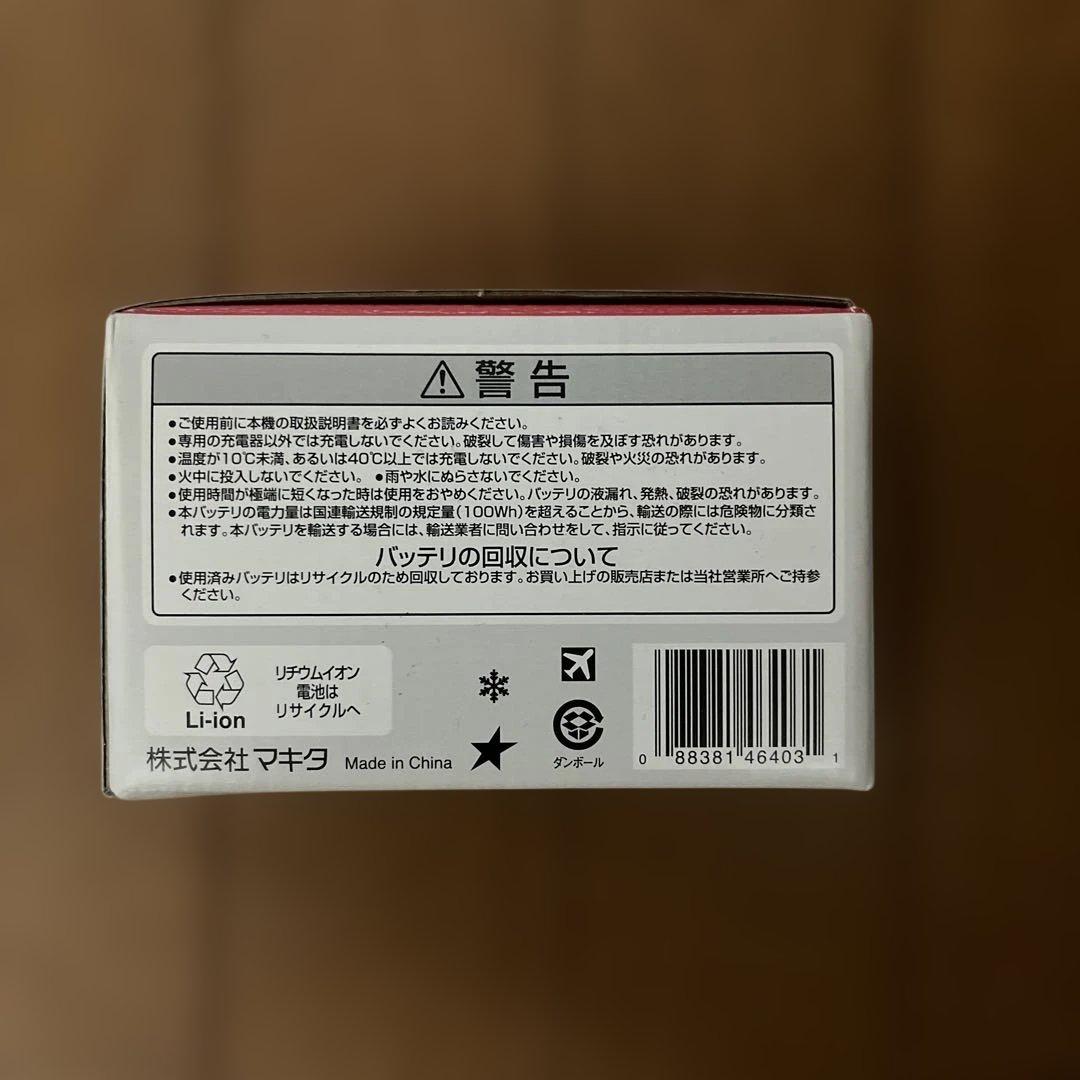 警告
●ご使用前に本機の取扱説明書を必ずよくお読みください。
●専用の充電器以外では充電しないでください。破裂して傷害や損傷を及ぼす恐れがあります。
●温度が10℃未満、あるいは40℃以上では充電しないでください。破裂や火災の恐れがあります。
●火中に投入しないでください。 ●雨や水にぬらさないでください。
●使用時間が極端に短くなった時は使用をおやめください。バッテリの液漏れ、発熱、破裂の恐れがあります。
●本バッテリの電力量は国連輸送規制の規定量(100Wh)を超えることから、輸送の際には危険物に分類さ
れます。本バッテリを輸送する場合には、輸送業者に問い合わせをして、指示に従ってください。
バッテリの回収について
●使用済みバッテリはリサイクルのため回収しております。お買い上げの販売店または当社営業所へご持参
ください。
Li-ion
リチウムイオン
電池は
リサイクルへ
株式会社マキタ Made in China
ダンボール
0 88381 46403 1